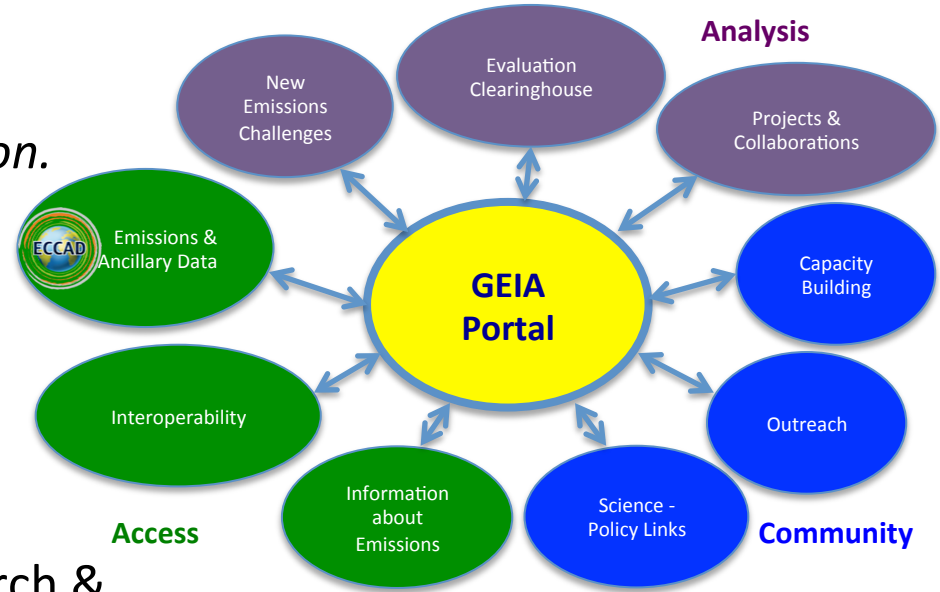 Analysis
New
Emissions
Challenges
Evaluation
Clearinghouse
Projects &
Collaborations
on.
ECCAD
Emissions &
Ancillary Data
GEIA
Portal
Capacity
Building
Interoperability
Outreach
Information
about
Emissions
Science -
Policy Links
Access
Community
rch &